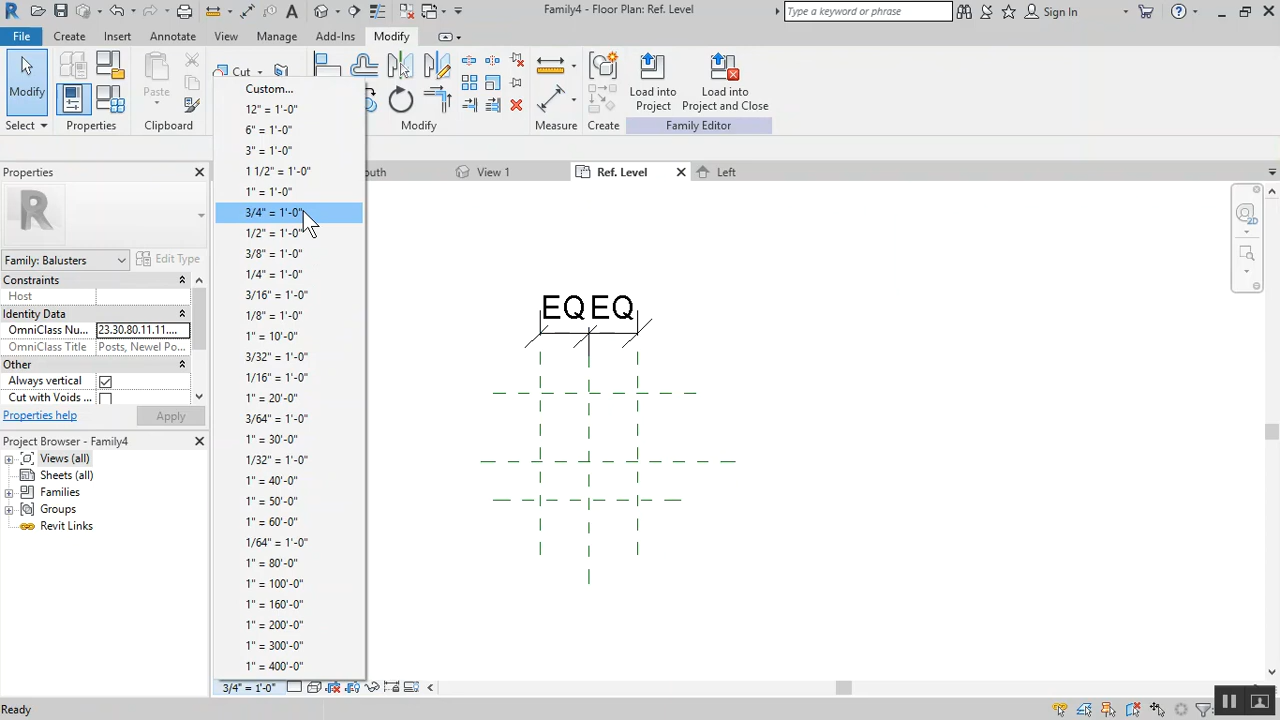 Family4 - Floor Plan: Ref. Level
Type a keyword or phrase
Sign In
File
Create
Insert
Annotate
View
Manage
Add-Ins
Modify
Modify
Select
Properties
Paste
Clipboard
Cut
Modify
Measure
Create
Load into
Project
Load into
Project and Close
Family Editor
Properties
Family: Balusters
Edit Type
Constraints
Host
Identity Data
OmniClass Nu...
23.30.80.11.11....
OmniClass Title
Posts, Newel Po...
Other
Always vertical
Cut with Voids
Properties help
Apply
Project Browser - Family4
Views (all)
Sheets (all)
Families
Groups
Revit Links
Custom...
12" = 1'-0"
6" = 1'-0"
3" = 1'-0"
1 1/2" = 1'-0"
1" = 1'-0"
3/4" = 1'-0"
1/2" = 1'-0"
3/8" = 1'-0"
1/4" = 1'-0"
3/16" = 1'-0"
1/8" = 1'-0"
1" = 10'-0"
3/32" = 1'-0"
1/16" = 1'-0"
1" = 20'-0"
3/64" = 1'-0"
1" = 30'-0"
1/32" = 1'-0"
1" = 40'-0"
1" = 50'-0"
1" = 60'-0"
1/64" = 1'-0"
1" = 80'-0"
1" = 100'-0"
1" = 160'-0"
1" = 200'-0"
1" = 300'-0"
1" = 400'-0"
3/4" = 1'-0"
View 1
Ref. Level
Left
EQ EQ
2D
Ready